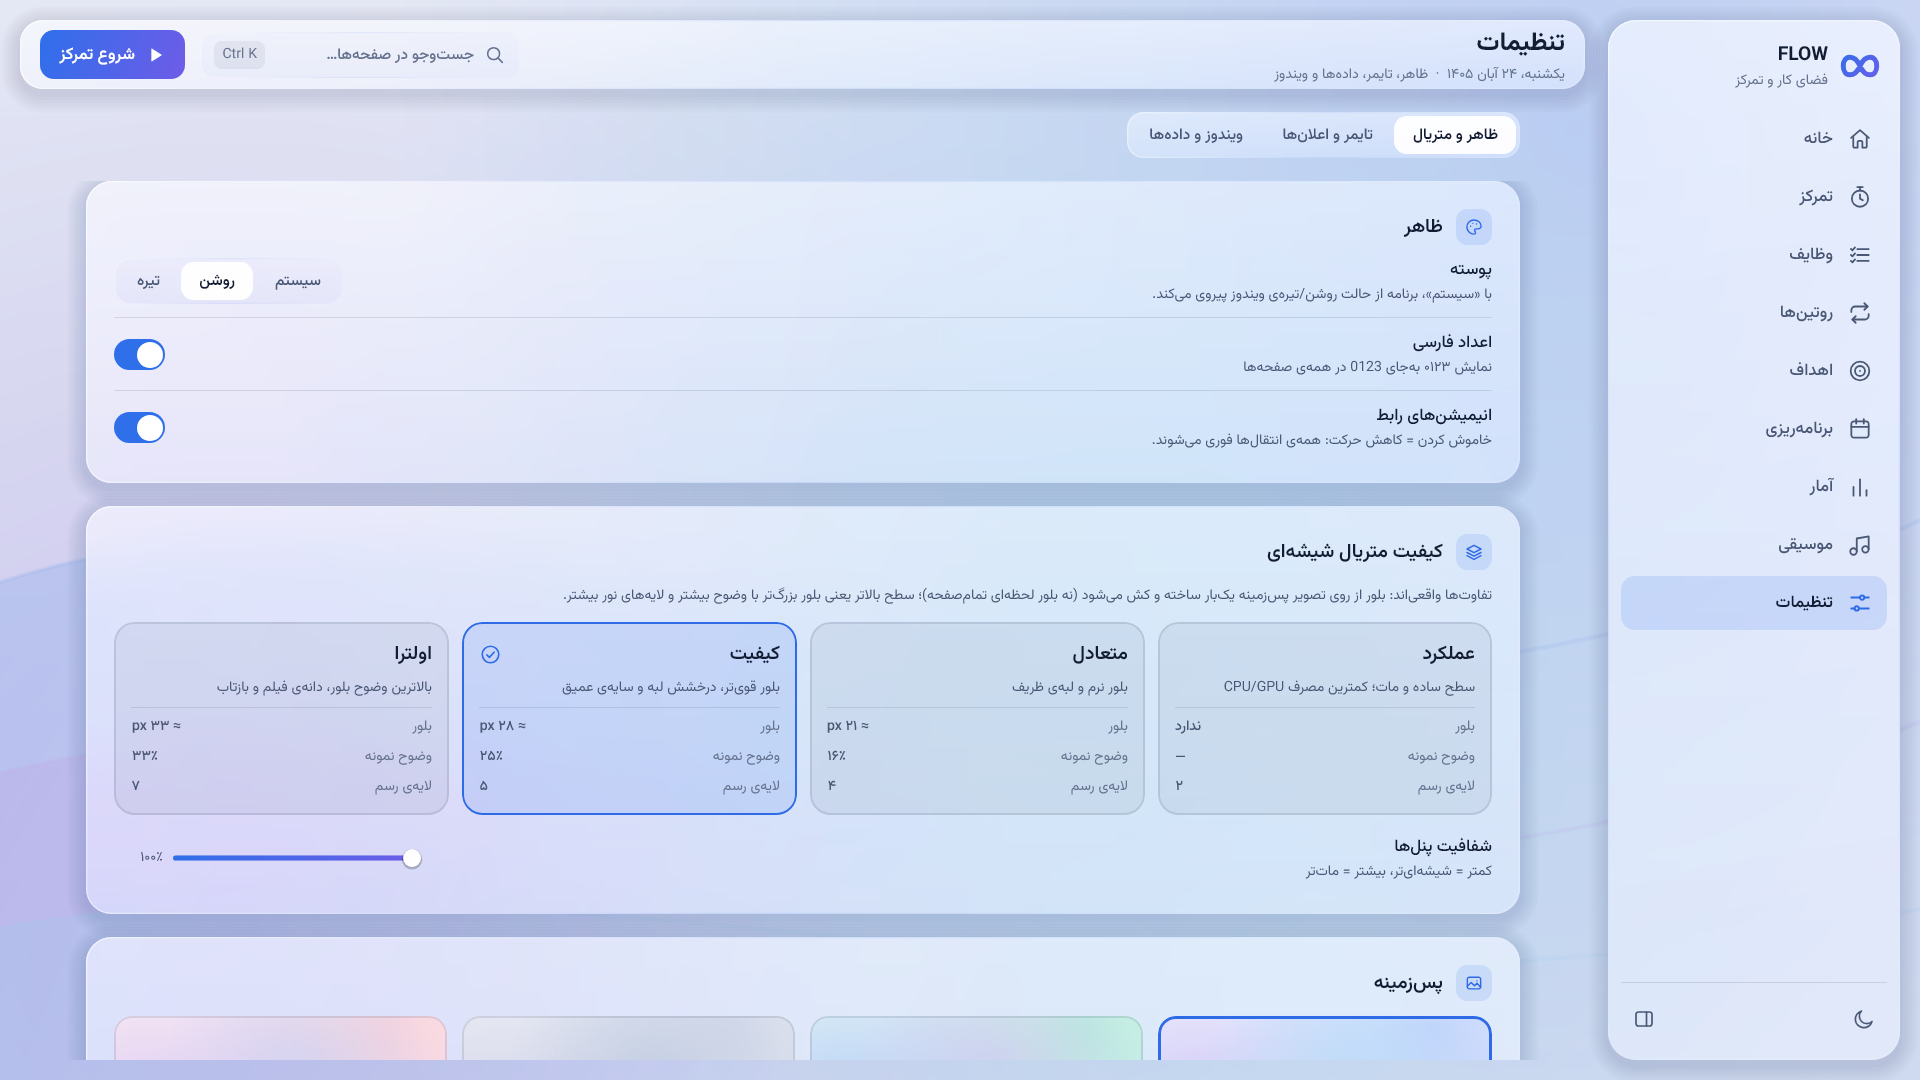 FLOW
فضای کار و تمرکز
خانه
تمرکز
وظایف
روتین‌ها
اهداف
برنامه‌ریزی
آمار
موسیقی
تنظیمات
تنظیمات
یکشنبه، ۲۴ آبان ۱۴۰۵ · ظاهر، تایمر، داده‌ها و ویندوز
جست‌وجو در صفحه‌ها…
Ctrl K
شروع تمرکز
ظاهر و متریال
تایمر و اعلان‌ها
ویندوز و داده‌ها
ظاهر
پوسته
با «سیستم»، برنامه از حالت روشن/تیره‌ی ویندوز پیروی می‌کند.
سیستم
روشن
تیره
اعداد فارسی
نمایش ۰۱۲۳ به‌جای 0123 در همه‌ی صفحه‌ها
انیمیشن‌های رابط
خاموش کردن = کاهش حرکت: همه‌ی انتقال‌ها فوری می‌شوند.
کیفیت متریال شیشه‌ای
تفاوت‌ها واقعی‌اند: بلور از روی تصویر پس‌زمینه یک‌بار ساخته و کش می‌شود (نه بلور لحظه‌ای تمام‌صفحه)؛ سطح بالاتر یعنی بلور بزرگ‌تر با وضوح بیشتر و لایه‌های نور بیشتر.
عملکرد
سطح ساده و مات؛ کمترین مصرف CPU/GPU
بلور ندارد
وضوح نمونه —
لایه‌ی رسم ۲
متعادل
بلور نرم و لبه‌ی ظریف
بلور ≈ ۲۱ px
وضوح نمونه ۱۶٪
لایه‌ی رسم ۴
کیفیت
بلور قوی‌تر، درخشش لبه و سایه‌ی عمیق
بلور ≈ ۲۸ px
وضوح نمونه ۲۵٪
لایه‌ی رسم ۵
اولترا
بالاترین وضوح بلور، دانه‌ی فیلم و بازتاب
بلور ≈ ۳۳ px
وضوح نمونه ۳۳٪
لایه‌ی رسم ۷
شفافیت پنل‌ها
کمتر = شیشه‌ای‌تر، بیشتر = مات‌تر
۱۰۰٪
پس‌زمینه